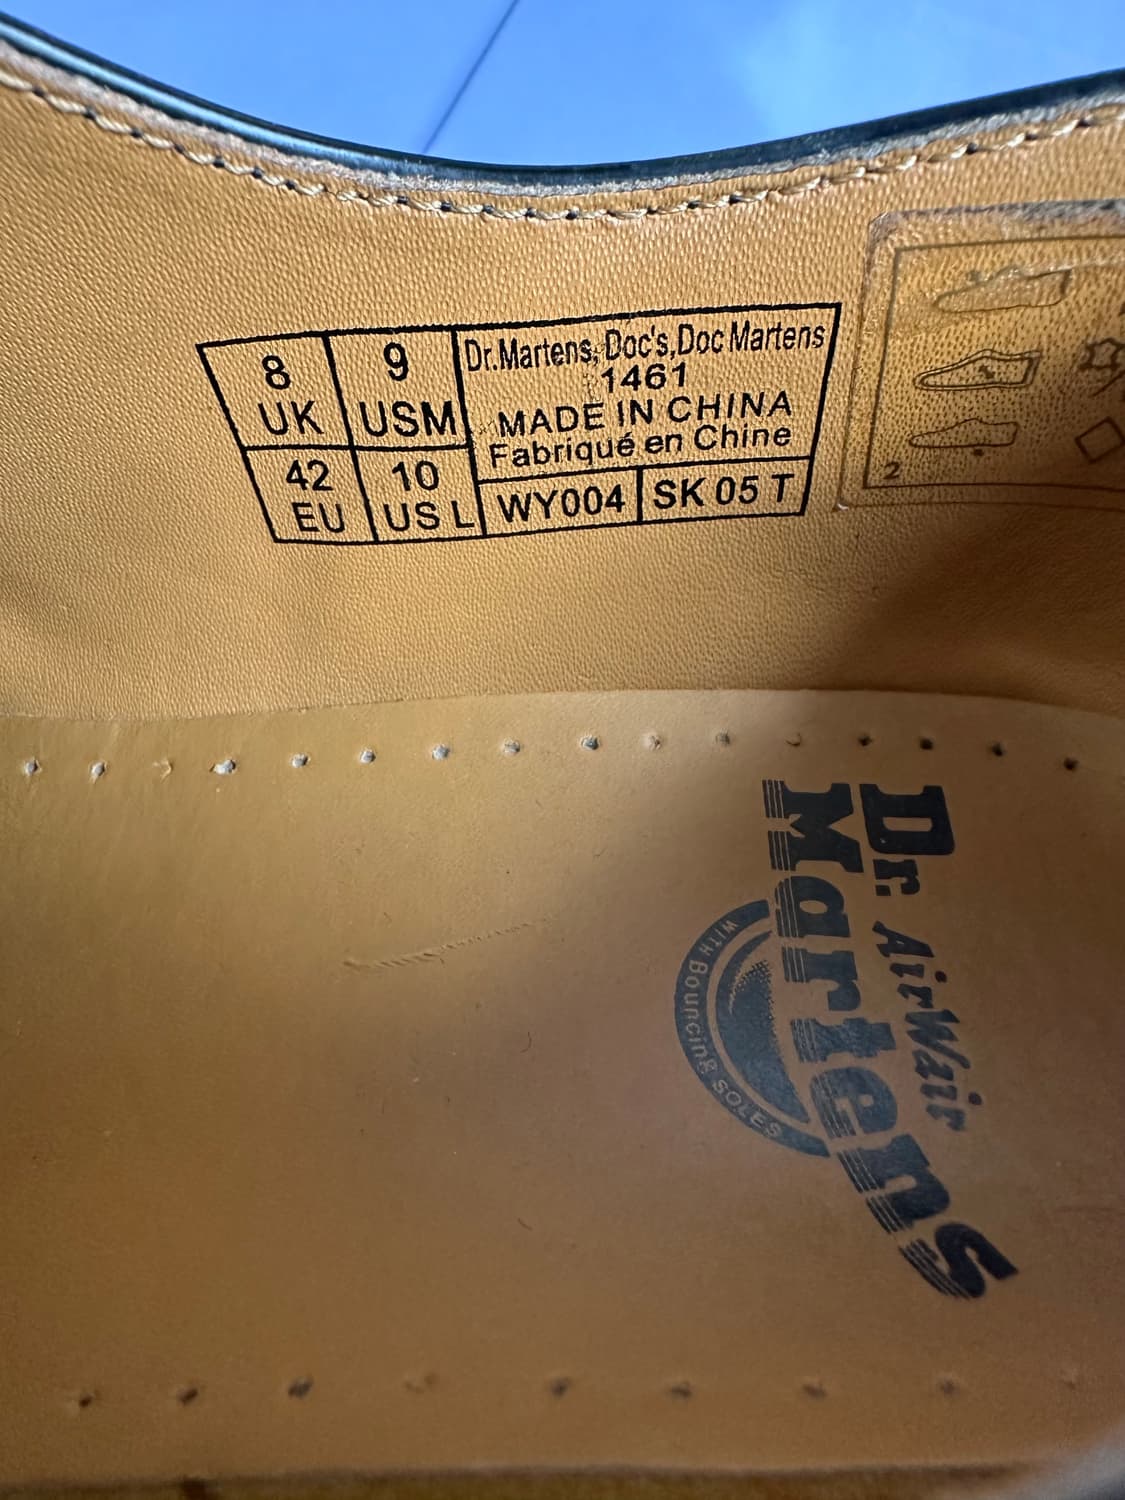 8
UK
9
USM
42
EU
10
US L
Dr.Martens, Doc's,Doc Martens
1461
MADE IN CHINA
Fabriqué en Chine
WY004
SK 05 T
2
Dr.
Martens
AirWair
WITH Bouncing SOLES